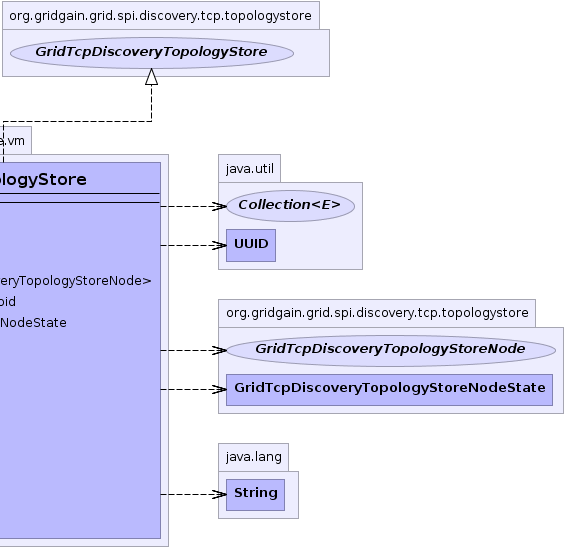 org.gridgain.grid.spi.discovery.tcp.topologystore
GridTcpDiscoveryTopologyStore
e.vm
ologyStore
veryTopologyStoreNode>
oid
NodeState
java.util
Collection<E>
UUID
org.gridgain.grid.spi.discovery.tcp.topologystore
GridTcpDiscoveryTopologyStoreNode
GridTcpDiscoveryTopologyStoreNodeState
java.lang
String